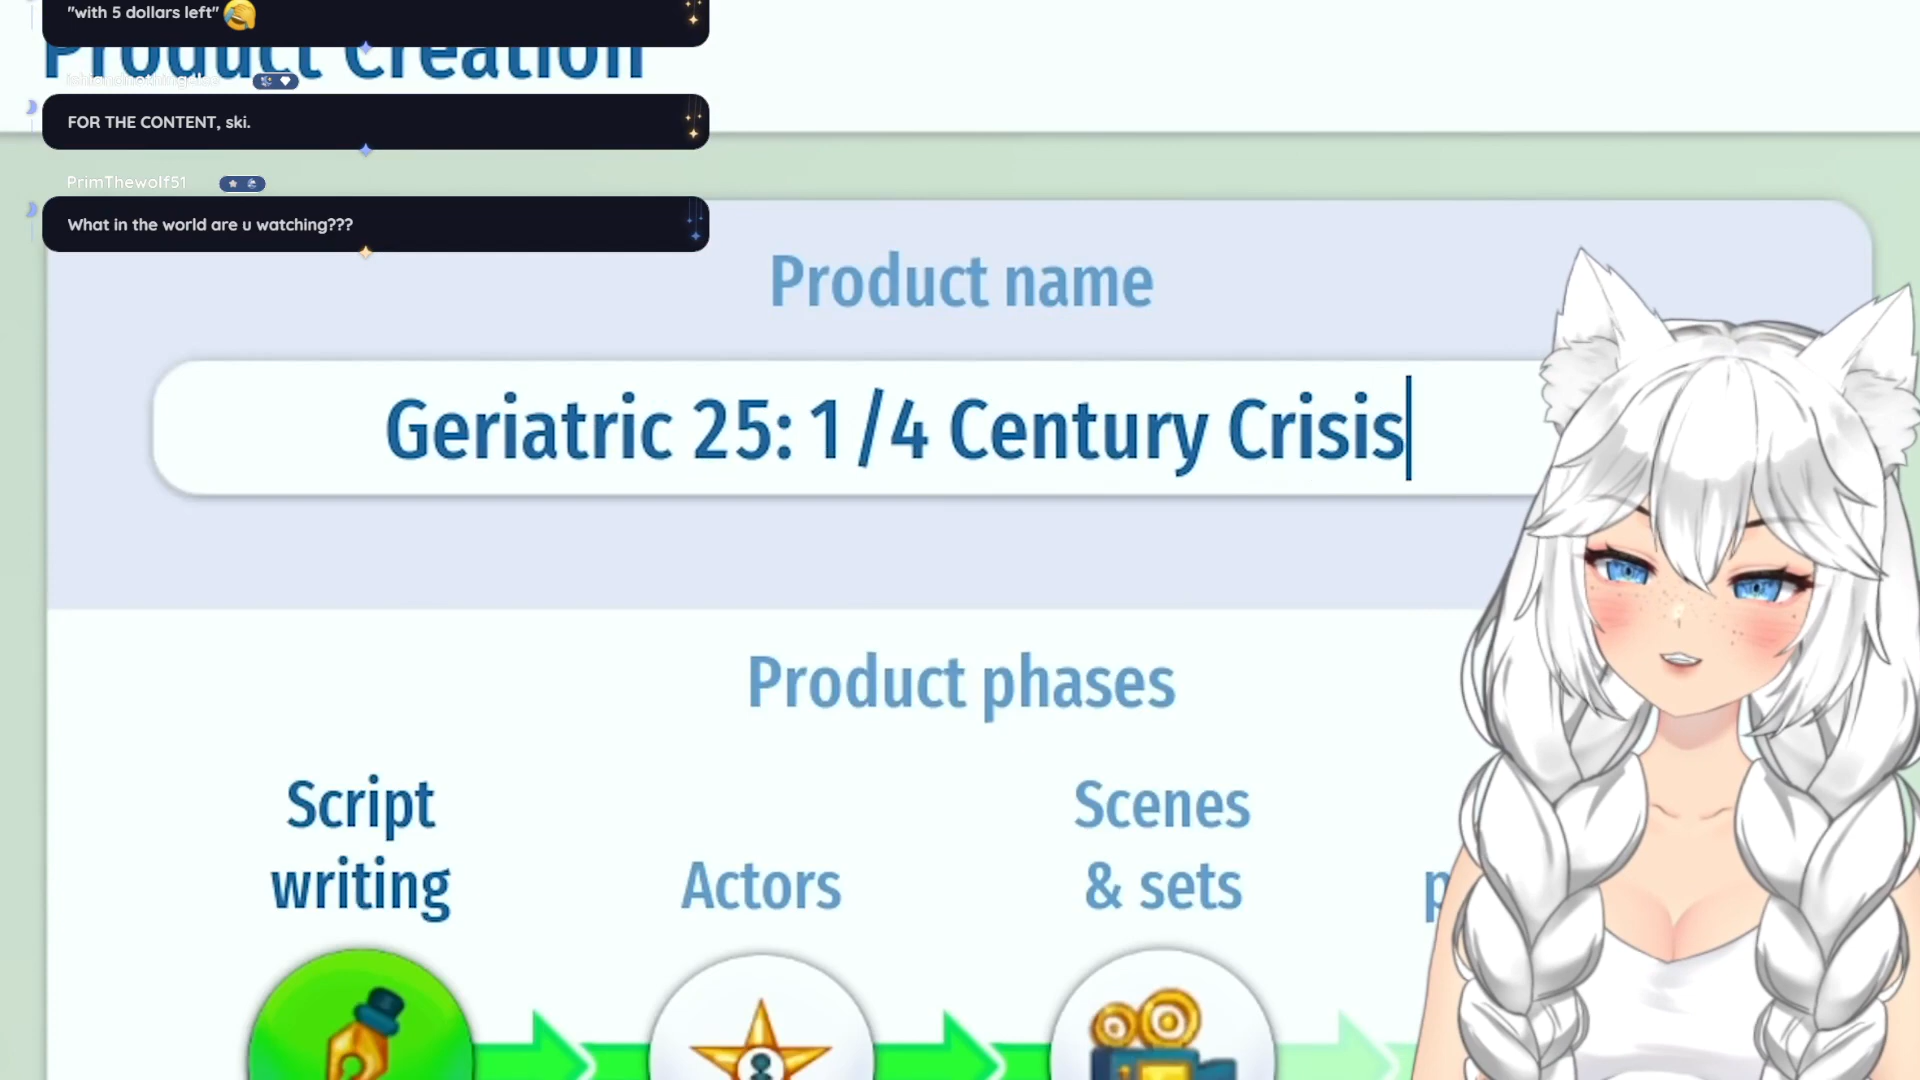 "with 5 dollars left"
Product Creation
FOR THE CONTENT, ski.
PrimThewolf51
What in the world are u watching???
Product name
Geriatric 25: 1/4 Century Crisis
Product phases
Script
writing
Actors
Scenes
& sets